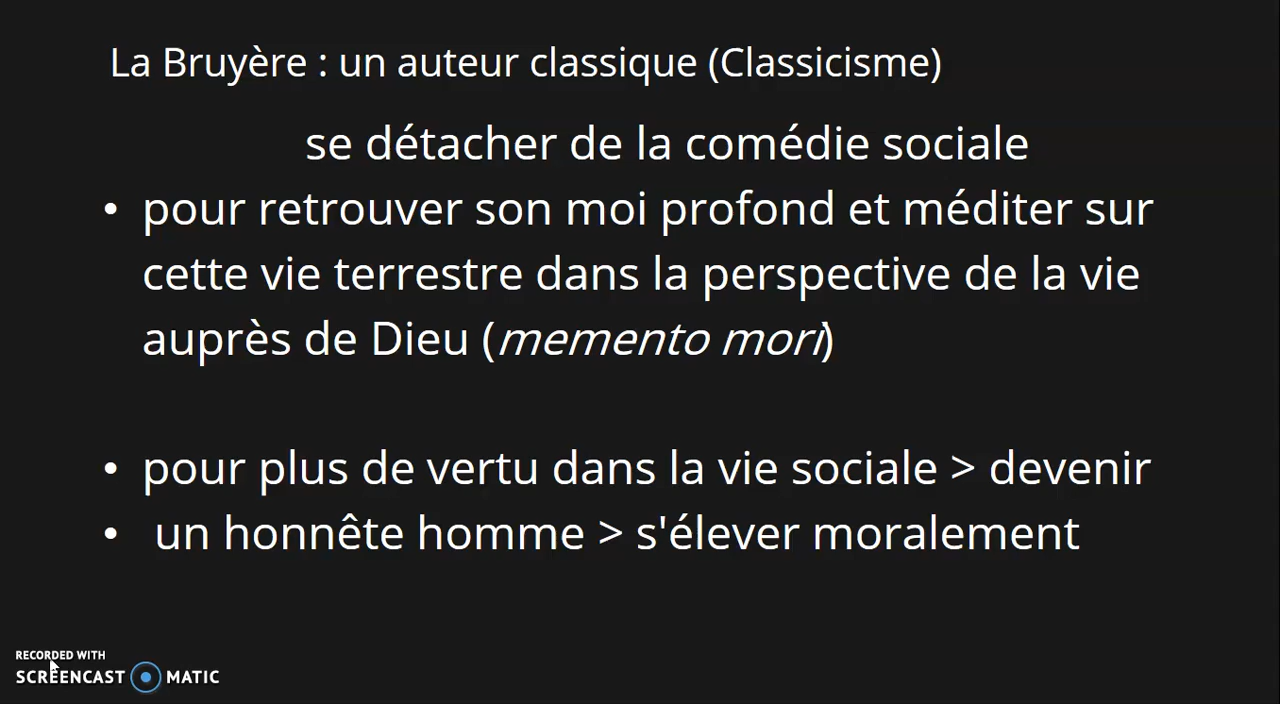 La Bruyère : un auteur classique (Classicisme)
se détacher de la comédie sociale
• pour retrouver son moi profond et méditer sur
cette vie terrestre dans la perspective de la vie
auprès de Dieu (memento mori)
• pour plus de vertu dans la vie sociale > devenir
• un honnête homme > s'élever moralement
RECORDED WITH
SCREENCAST MATIC